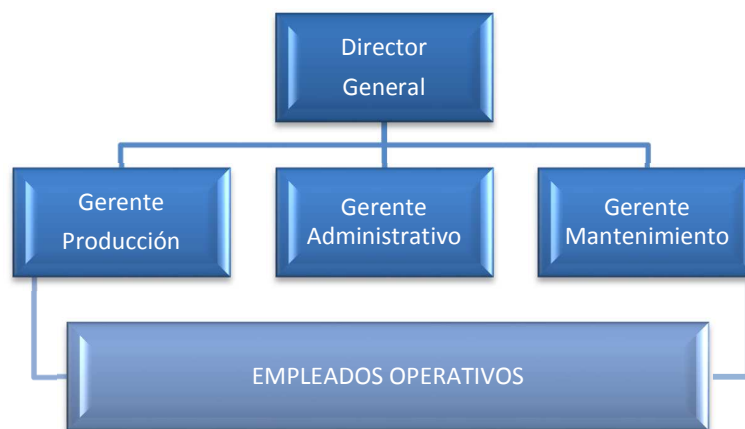 Director
General
Gerente
Producción
Gerente
Administrativo
Gerente
Mantenimiento
EMPLEADOS OPERATIVOS